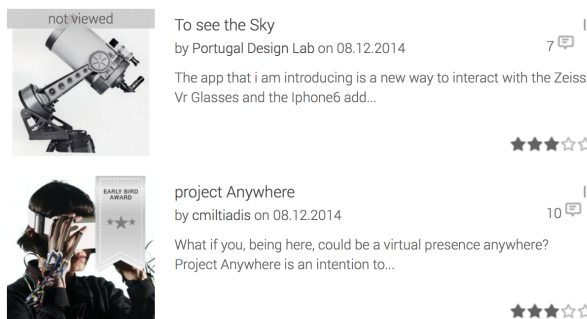 not viewed
To see the Sky
by Portugal Design Lab on 08.12.2014
7
The app that i am introducing is a new way to interact with the Zeiss
Vr Glasses and the Iphone6 add...
EARLY BIRD
AWARD
project Anywhere
by cmiltiadis on 08.12.2014
10
What if you, being here, could be a virtual presence anywhere?
Project Anywhere is an intention to...